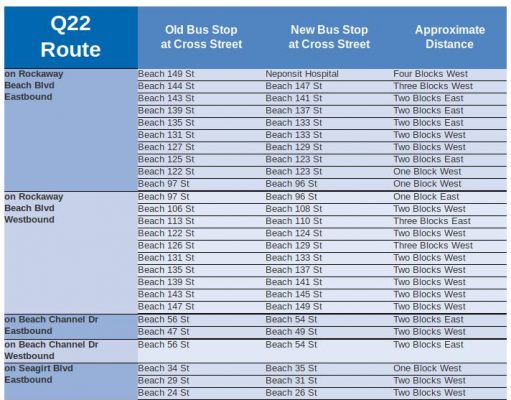 Q22 Route
Old Bus Stop at Cross Street
New Bus Stop at Cross Street
Approximate Distance
on Rockaway Beach Blvd Eastbound
Beach 149 St Neponsit Hospital Four Blocks West
Beach 144 St Beach 147 St Three Blocks West
Beach 143 St Beach 141 St Two Blocks East
Beach 139 St Beach 137 St Two Blocks East
Beach 135 St Beach 133 St Two Blocks East
Beach 131 St Beach 133 St Two Blocks West
Beach 127 St Beach 129 St Two Blocks West
Beach 125 St Beach 123 St Two Blocks East
Beach 122 St Beach 123 St One Block West
Beach 97 St Beach 96 St One Block West
on Rockaway Beach Blvd Westbound
Beach 97 St Beach 96 St One Block East
Beach 106 St Beach 108 St Two Blocks West
Beach 113 St Beach 110 St Three Blocks East
Beach 122 St Beach 124 St Two Blocks West
Beach 126 St Beach 129 St Three Blocks West
Beach 131 St Beach 133 St Two Blocks West
Beach 135 St Beach 137 St Two Blocks West
Beach 139 St Beach 141 St Two Blocks West
Beach 143 St Beach 145 St Two Blocks West
Beach 147 St Beach 149 St Two Blocks West
on Beach Channel Dr Eastbound
Beach 56 St Beach 54 St Two Blocks East
Beach 47 St Beach 49 St Two Blocks West
on Beach Channel Dr Westbound
Beach 56 St Beach 54 St Two Blocks East
on Seagirt Blvd Eastbound
Beach 34 St Beach 35 St One Block West
Beach 29 St Beach 31 St Two Blocks West
Beach 24 St Beach 26 St Two Blocks West